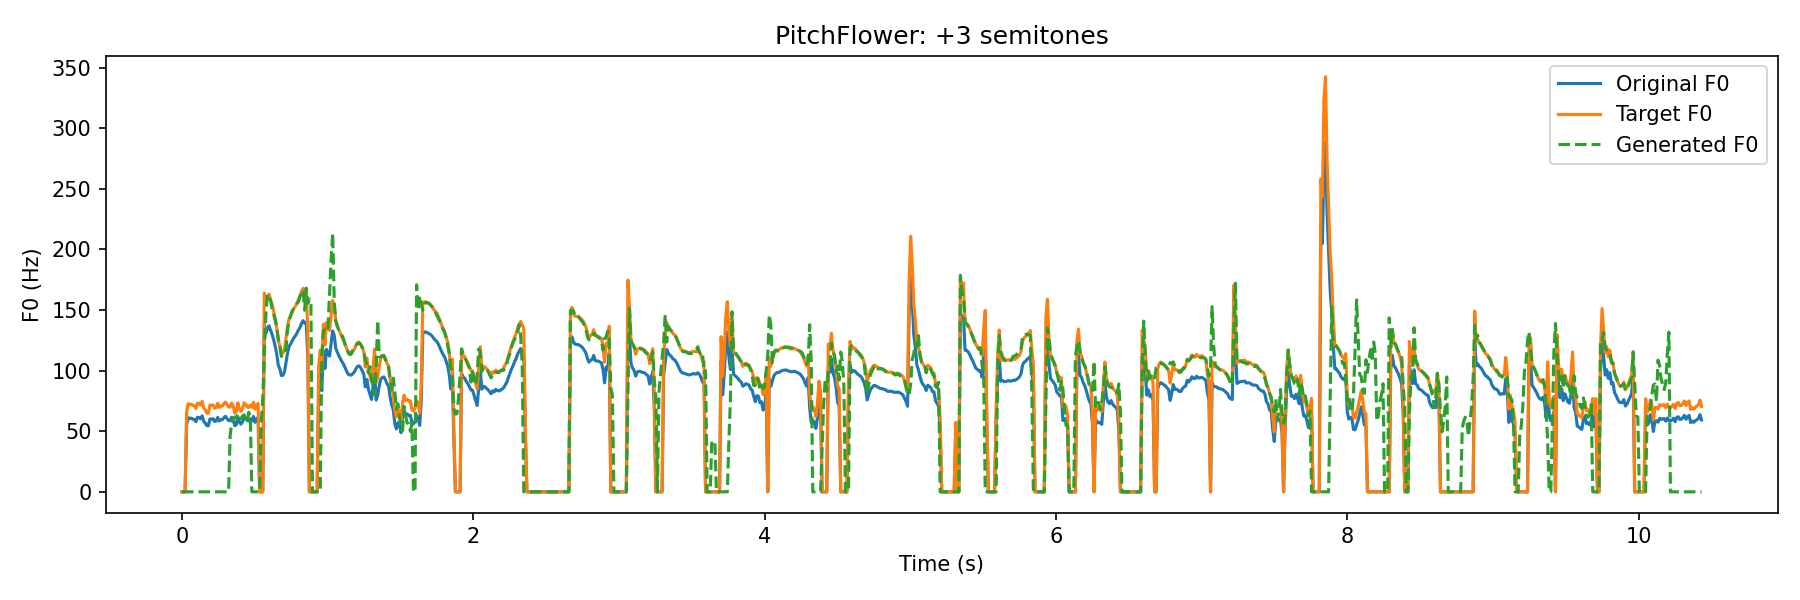 PitchFlower: +3 semitones
350
300
250
200
150
100
50
0
F0 (Hz)
Original F0
Target F0
Generated F0
0 2 4 6 8 10
Time (s)